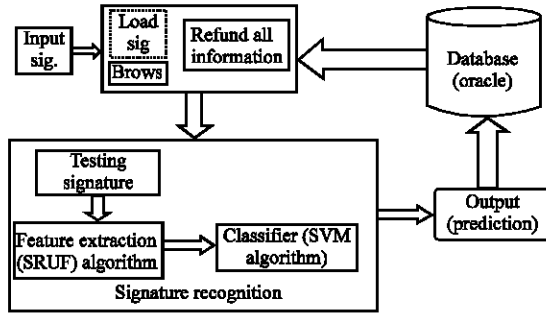 Input
sig.
Load
sig
Brows
Refund all
information
Database
(oracle)
Testing
signature
Feature extraction
(SRUF) algorithm
Classifier (SVM
algorithm)
Signature recognition
Output
(prediction)